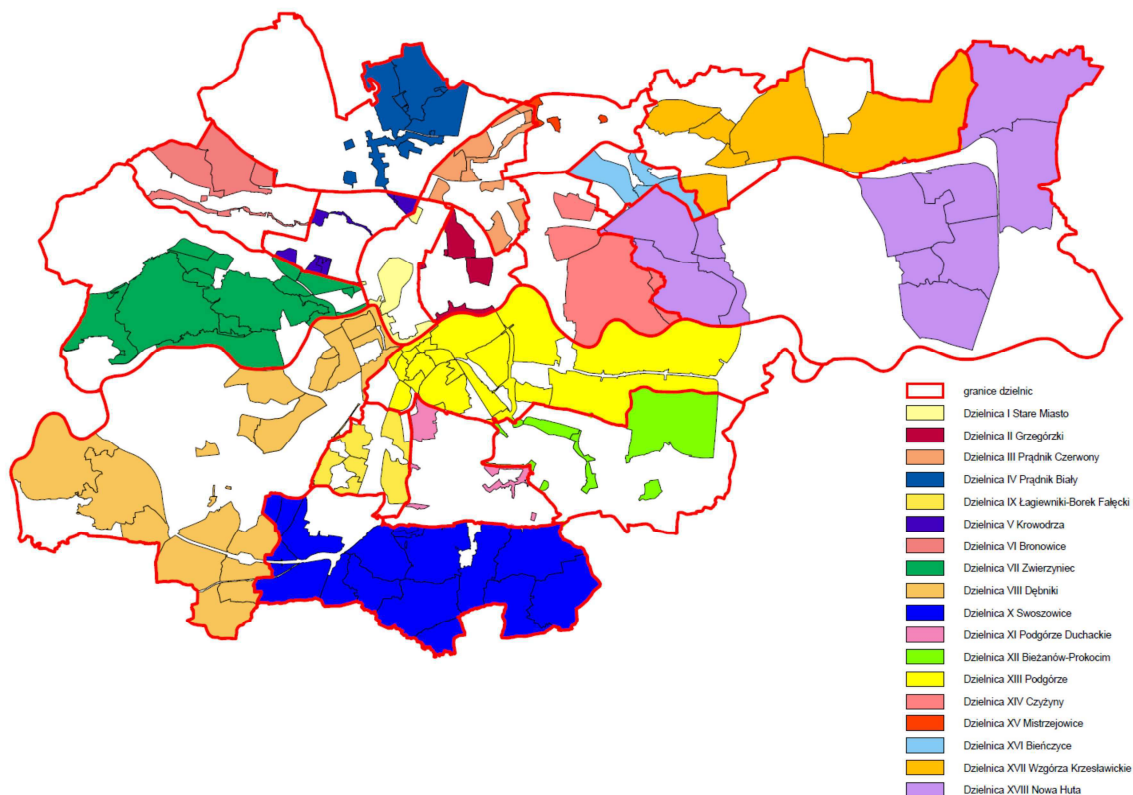 granice dzielnic
Dzielnica I Stare Miasto
Dzielnica II Grzegórzki
Dzielnica III Prądnik Czerwony
Dzielnica IV Prądnik Biały
Dzielnica IX Łagiewniki-Borek Fałęcki
Dzielnica V Krowodrza
Dzielnica VI Bronowice
Dzielnica VII Zwierzyniec
Dzielnica VIII Dębniki
Dzielnica X Swoszowice
Dzielnica XI Podgórze Duchackie
Dzielnica XII Bieżanów-Prokocim
Dzielnica XIII Podgórze
Dzielnica XIV Czyżyny
Dzielnica XV Mistrzejowice
Dzielnica XVI Bieńczyce
Dzielnica XVII Wzgórza Krzesławickie
Dzielnica XVIII Nowa Huta